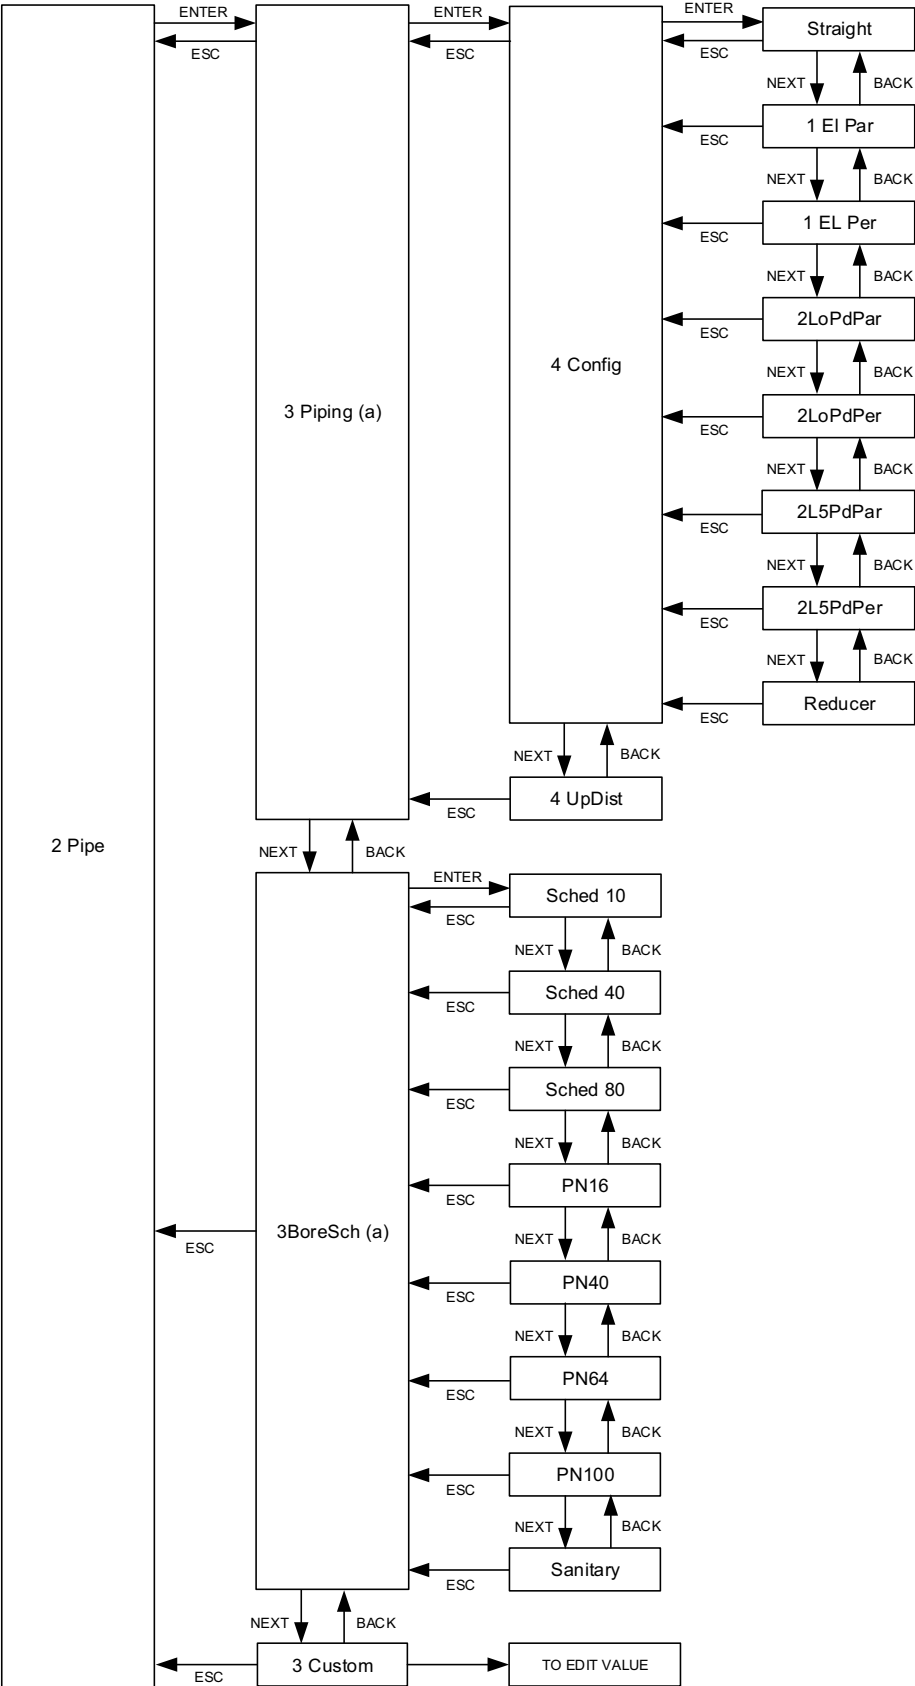 ENTER
ESC
ENTER
ESC
ENTER
ESC
Straight
NEXT
BACK
ESC
1 El Par
NEXT
BACK
ESC
1 EL Per
NEXT
BACK
ESC
2LoPdPar
4 Config
NEXT
BACK
3 Piping (a)
ESC
2LoPdPer
NEXT
BACK
ESC
2L5PdPar
NEXT
BACK
ESC
2L5PdPer
NEXT
BACK
ESC
Reducer
NEXT
BACK
ESC
4 UpDist
2 Pipe
NEXT
BACK
ENTER
ESC
Sched 10
NEXT
BACK
ESC
Sched 40
NEXT
BACK
ESC
Sched 80
NEXT
BACK
ESC
PN16
3BoreSch (a)
ESC
NEXT
BACK
ESC
PN40
NEXT
BACK
ESC
PN64
NEXT
BACK
ESC
PN100
NEXT
BACK
ESC
Sanitary
NEXT
BACK
ESC
3 Custom
TO EDIT VALUE